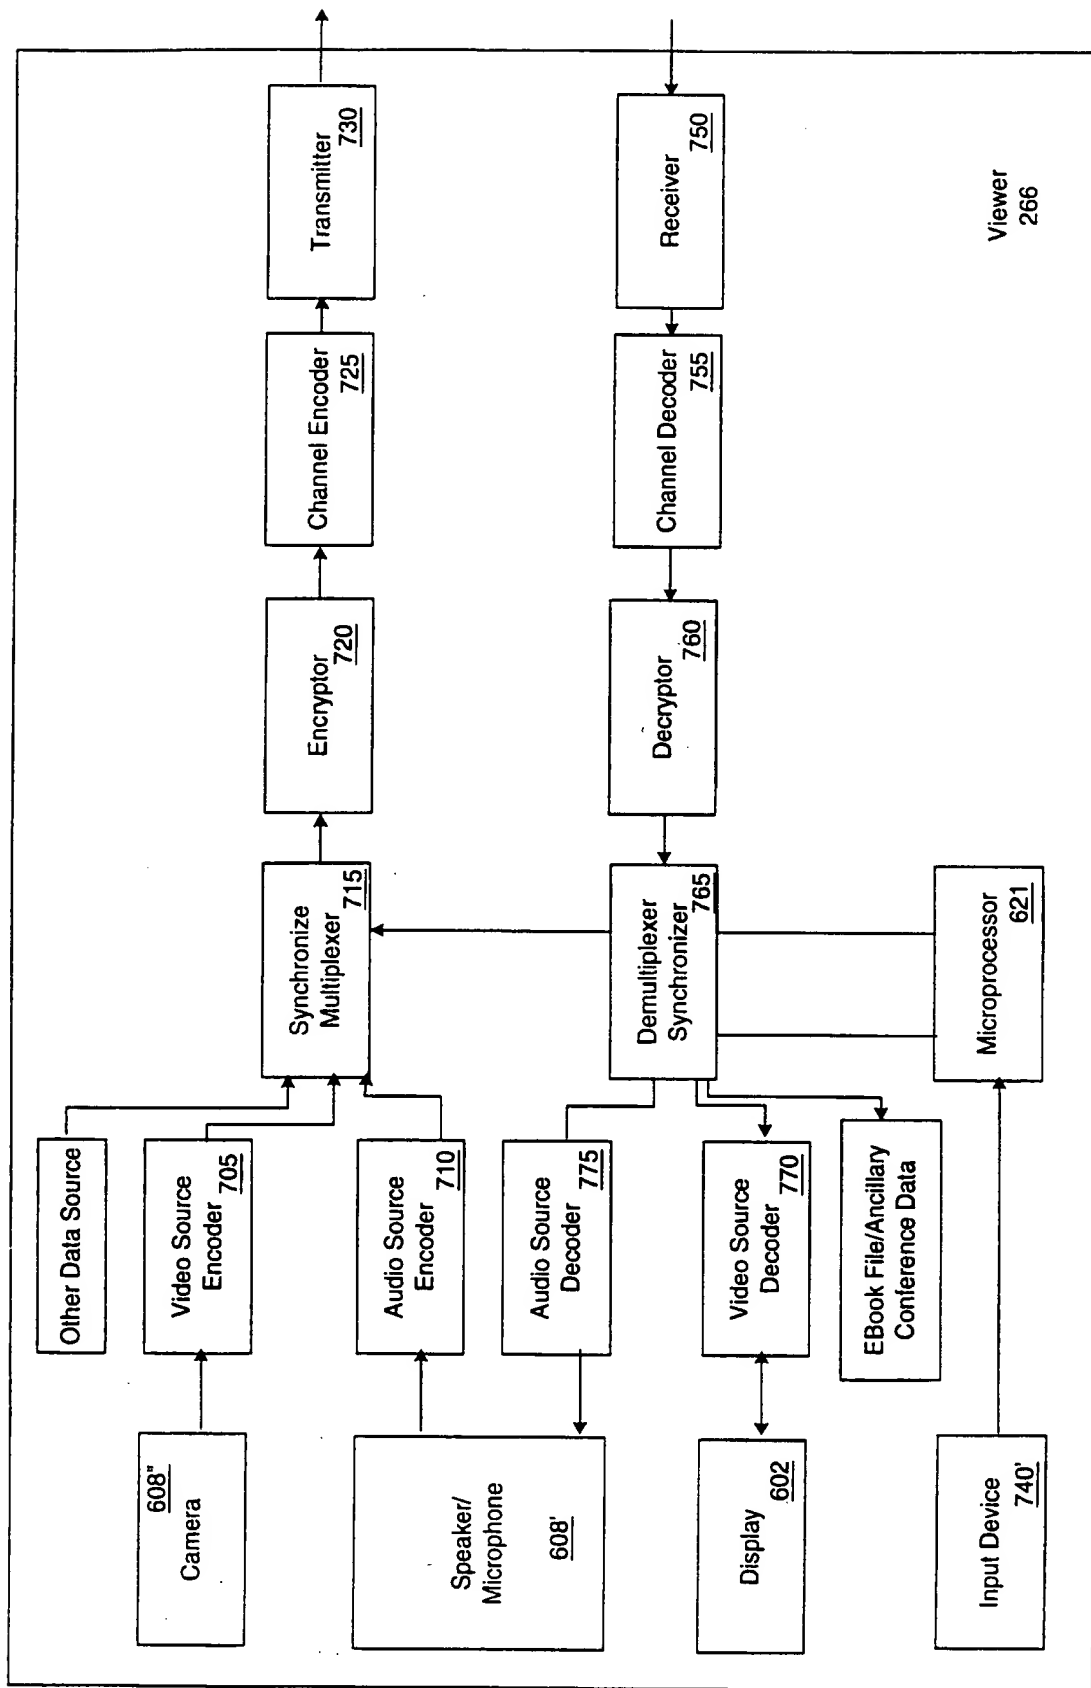 Other Data Source
Camera
608"
Video Source
Encoder
705
Speaker/
Microphone
608'
Audio Source
Encoder
710
Synchronize
Multiplexer
715
Encryptor
720
Channel Encoder
725
Transmitter
730
Audio Source
Decoder
775
Display
602
Video Source
Decoder
770
Demultiplexer
Synchronizer
765
Decryptor
760
Channel Decoder
755
Receiver
750
EBook File/Ancillary
Conference Data
Input Device
740'
Microprocessor
621
Viewer
266